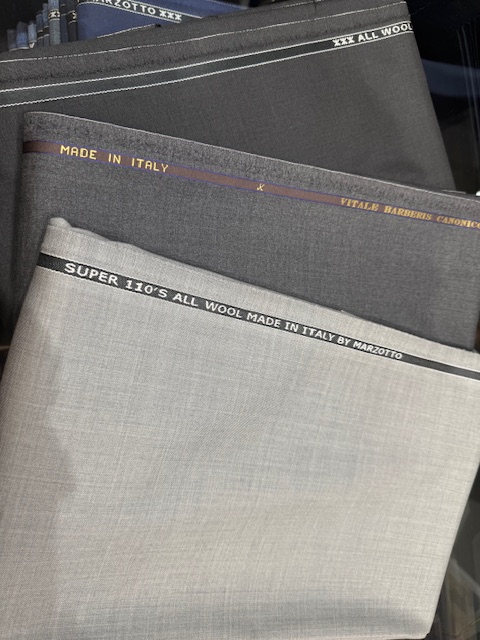 MARZOTTO xxx
xxx ALL WOOL
MADE IN ITALY x VITALE BARBERIS CANONICO
SUPER 110'S ALL WOOL MADE IN ITALY BY MARZOTTO